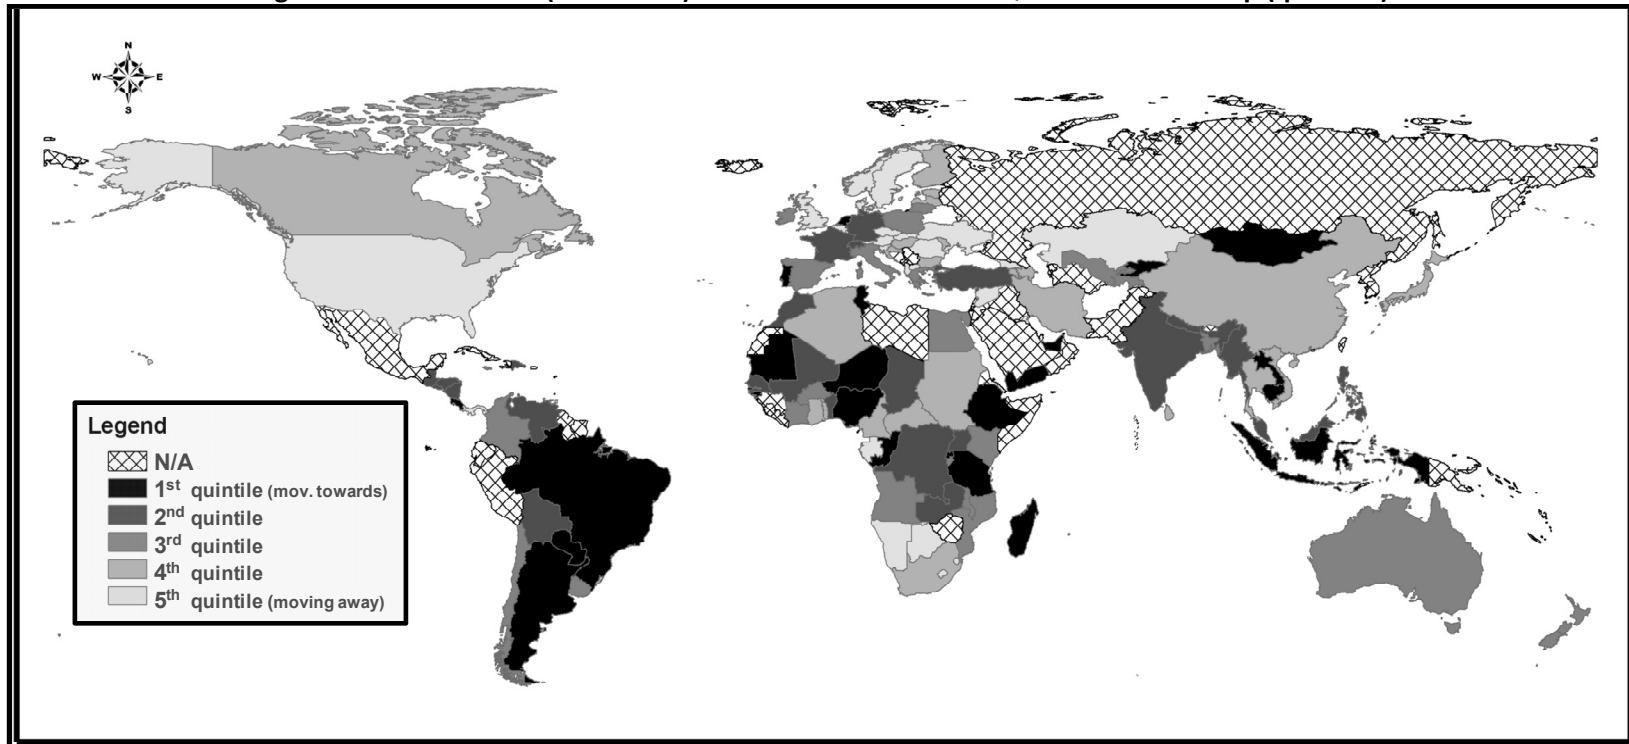 N
W E
S
Legend
N/A
1st quintile (mov. towards)
2nd quintile
3rd quintile
4th quintile
5th quintile (moving away)